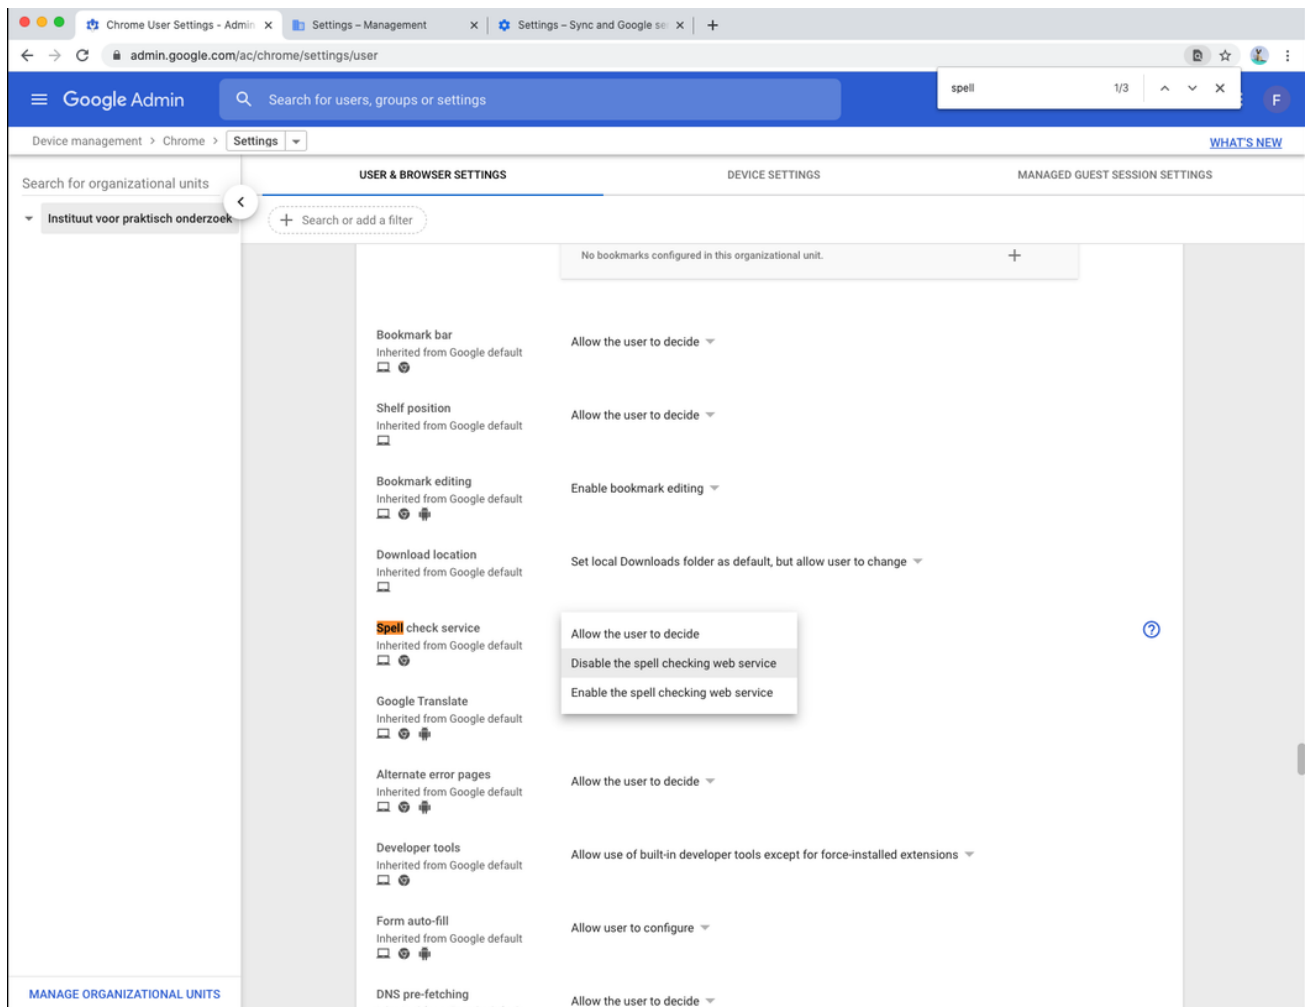 Chrome User Settings - Admin
Settings – Management
Settings – Sync and Google se
admin.google.com/ac/chrome/settings/user
spell
1/3
Google Admin
Search for users, groups or settings
F
Device management > Chrome > Settings
WHAT'S NEW
Search for organizational units
USER & BROWSER SETTINGS
DEVICE SETTINGS
MANAGED GUEST SESSION SETTINGS
Instituut voor praktisch onderzoek
Search or add a filter
No bookmarks configured in this organizational unit.
Bookmark bar
Inherited from Google default
Allow the user to decide
Shelf position
Inherited from Google default
Allow the user to decide
Bookmark editing
Inherited from Google default
Enable bookmark editing
Download location
Inherited from Google default
Set local Downloads folder as default, but allow user to change
Spell check service
Inherited from Google default
Allow the user to decide
Disable the spell checking web service
Enable the spell checking web service
Google Translate
Inherited from Google default
Alternate error pages
Inherited from Google default
Allow the user to decide
Developer tools
Inherited from Google default
Allow use of built-in developer tools except for force-installed extensions
Form auto-fill
Inherited from Google default
Allow user to configure
DNS pre-fetching
Allow the user to decide
MANAGE ORGANIZATIONAL UNITS